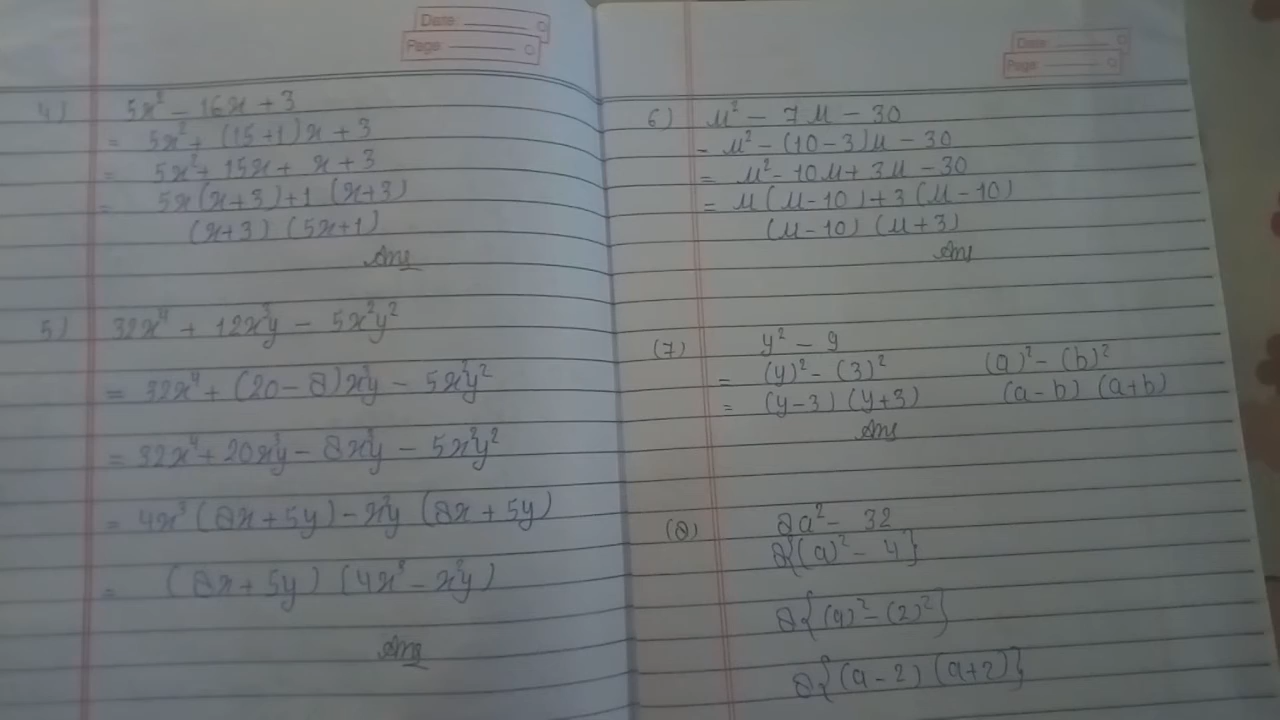 Date: ______
Page: ______
4) 5x² - 16x + 3
= 5x² + (15+1)x + 3
= 5x² + 15x + x + 3
= 5x(x+3)+1 (x+3)
(x+3) (5x+1)
Ans
5) 32x⁴ + 12x³y - 5x²y²
= 32x⁴ + (20-8)x³y - 5x²y²
= 32x⁴ + 20x³y - 8x³y - 5x²y²
= 4x³ (8x + 5y) - x²y (8x + 5y)
= (8x + 5y) (4x³ - x²y)
Ans
Date: ______
Page: ______
6) u² - 7u - 30
- u² - (10-3)u - 30
= u² - 10u + 3u - 30
= u(u-10)+3(u-10)
(u-10) (u+3)
Ans
(7) y² - 9
= (y)² - (3)² (a)² - (b)²
= (y-3) (y+3) (a-b) (a+b)
Ans
(8) 8a² - 32
8{(a)² - 4}
8{(a)² - (2)²}
8{(a-2) (a+2)}